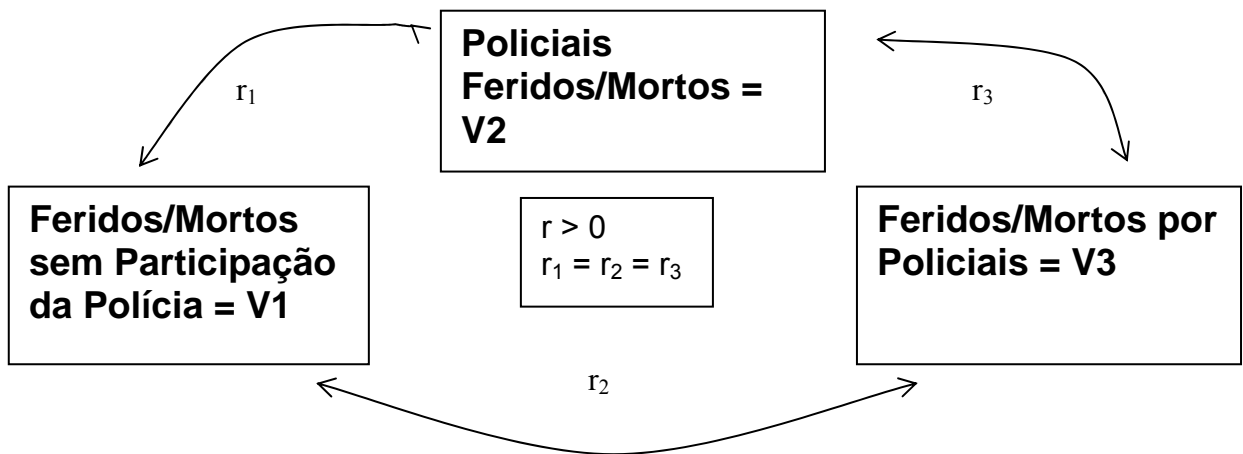 Policiais
Feridos/Mortos =
V2
r₁
r₃
Feridos/Mortos
sem Participação
da Polícia = V1
r > 0
r₁ = r₂ = r₃
Feridos/Mortos por
Policiais = V3
r₂